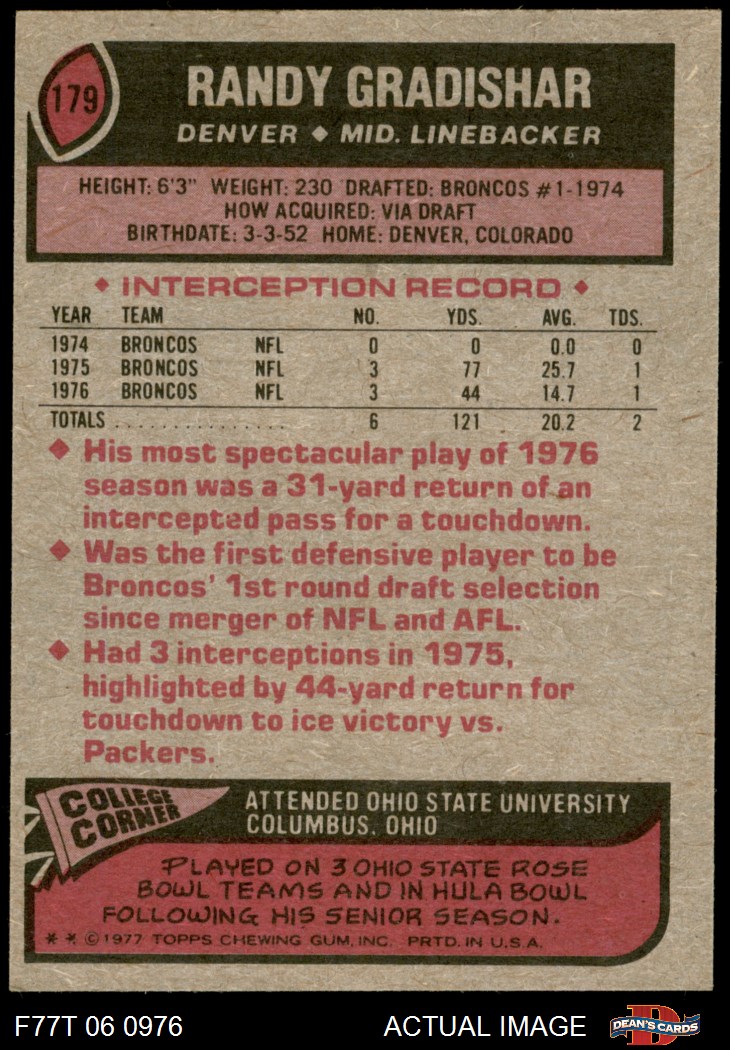 179
RANDY GRADISHAR
DENVER ◆ MID. LINEBACKER
HEIGHT: 6'3" WEIGHT: 230 DRAFTED: BRONCOS #1-1974
HOW ACQUIRED: VIA DRAFT
BIRTHDATE: 3-3-52 HOME: DENVER, COLORADO
◆ INTERCEPTION RECORD ◆
YEAR TEAM NO. YDS. AVG. TDS.
1974 BRONCOS NFL 0 0 0.0 0
1975 BRONCOS NFL 3 77 25.7 1
1976 BRONCOS NFL 3 44 14.7 1
TOTALS . . . . . . . . . . . . . . . 6 121 20.2 2
◆ His most spectacular play of 1976
season was a 31-yard return of an
intercepted pass for a touchdown.
◆ Was the first defensive player to be
Broncos' 1st round draft selection
since merger of NFL and AFL.
◆ Had 3 interceptions in 1975,
highlighted by 44-yard return for
touchdown to ice victory vs.
Packers.
COLLEGE
CORNER
ATTENDED OHIO STATE UNIVERSITY
COLUMBUS, OHIO
PLAYED ON 3 OHIO STATE ROSE
BOWL TEAMS AND IN HULA BOWL
FOLLOWING HIS SENIOR SEASON.
* * © 1977 TOPPS CHEWING GUM, INC. PRTD. IN U.S.A.
F77T 06 0976 ACTUAL IMAGE
D
DEAN'S CARDS